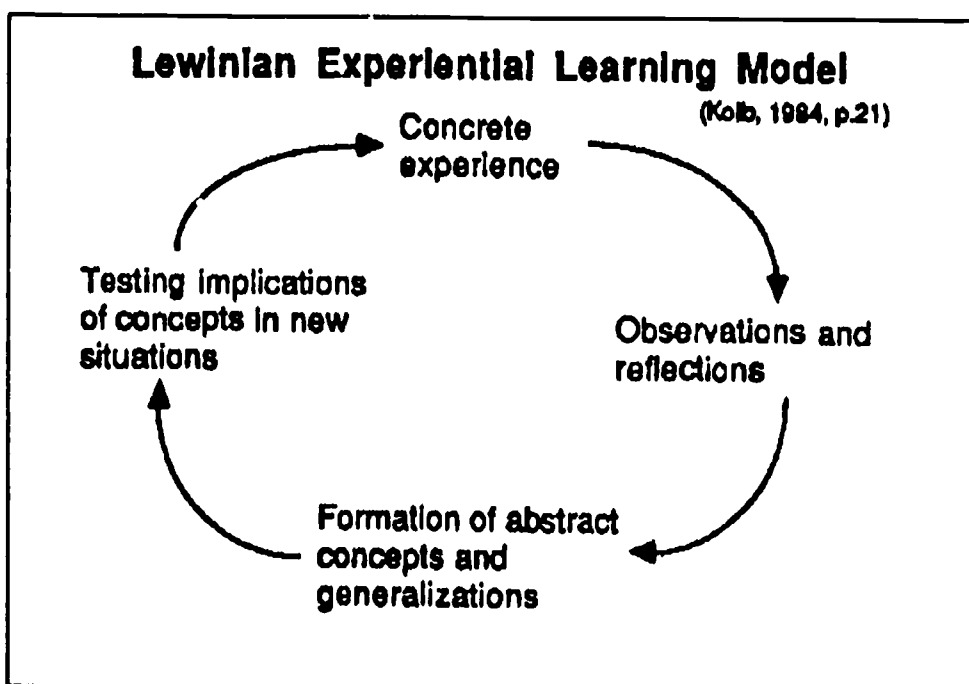 Lewinian Experiential Learning Model
(Kolb, 1984, p.21)
Concrete
experience
Observations and
reflections
Formation of abstract
concepts and
generalizations
Testing implications
of concepts in new
situations